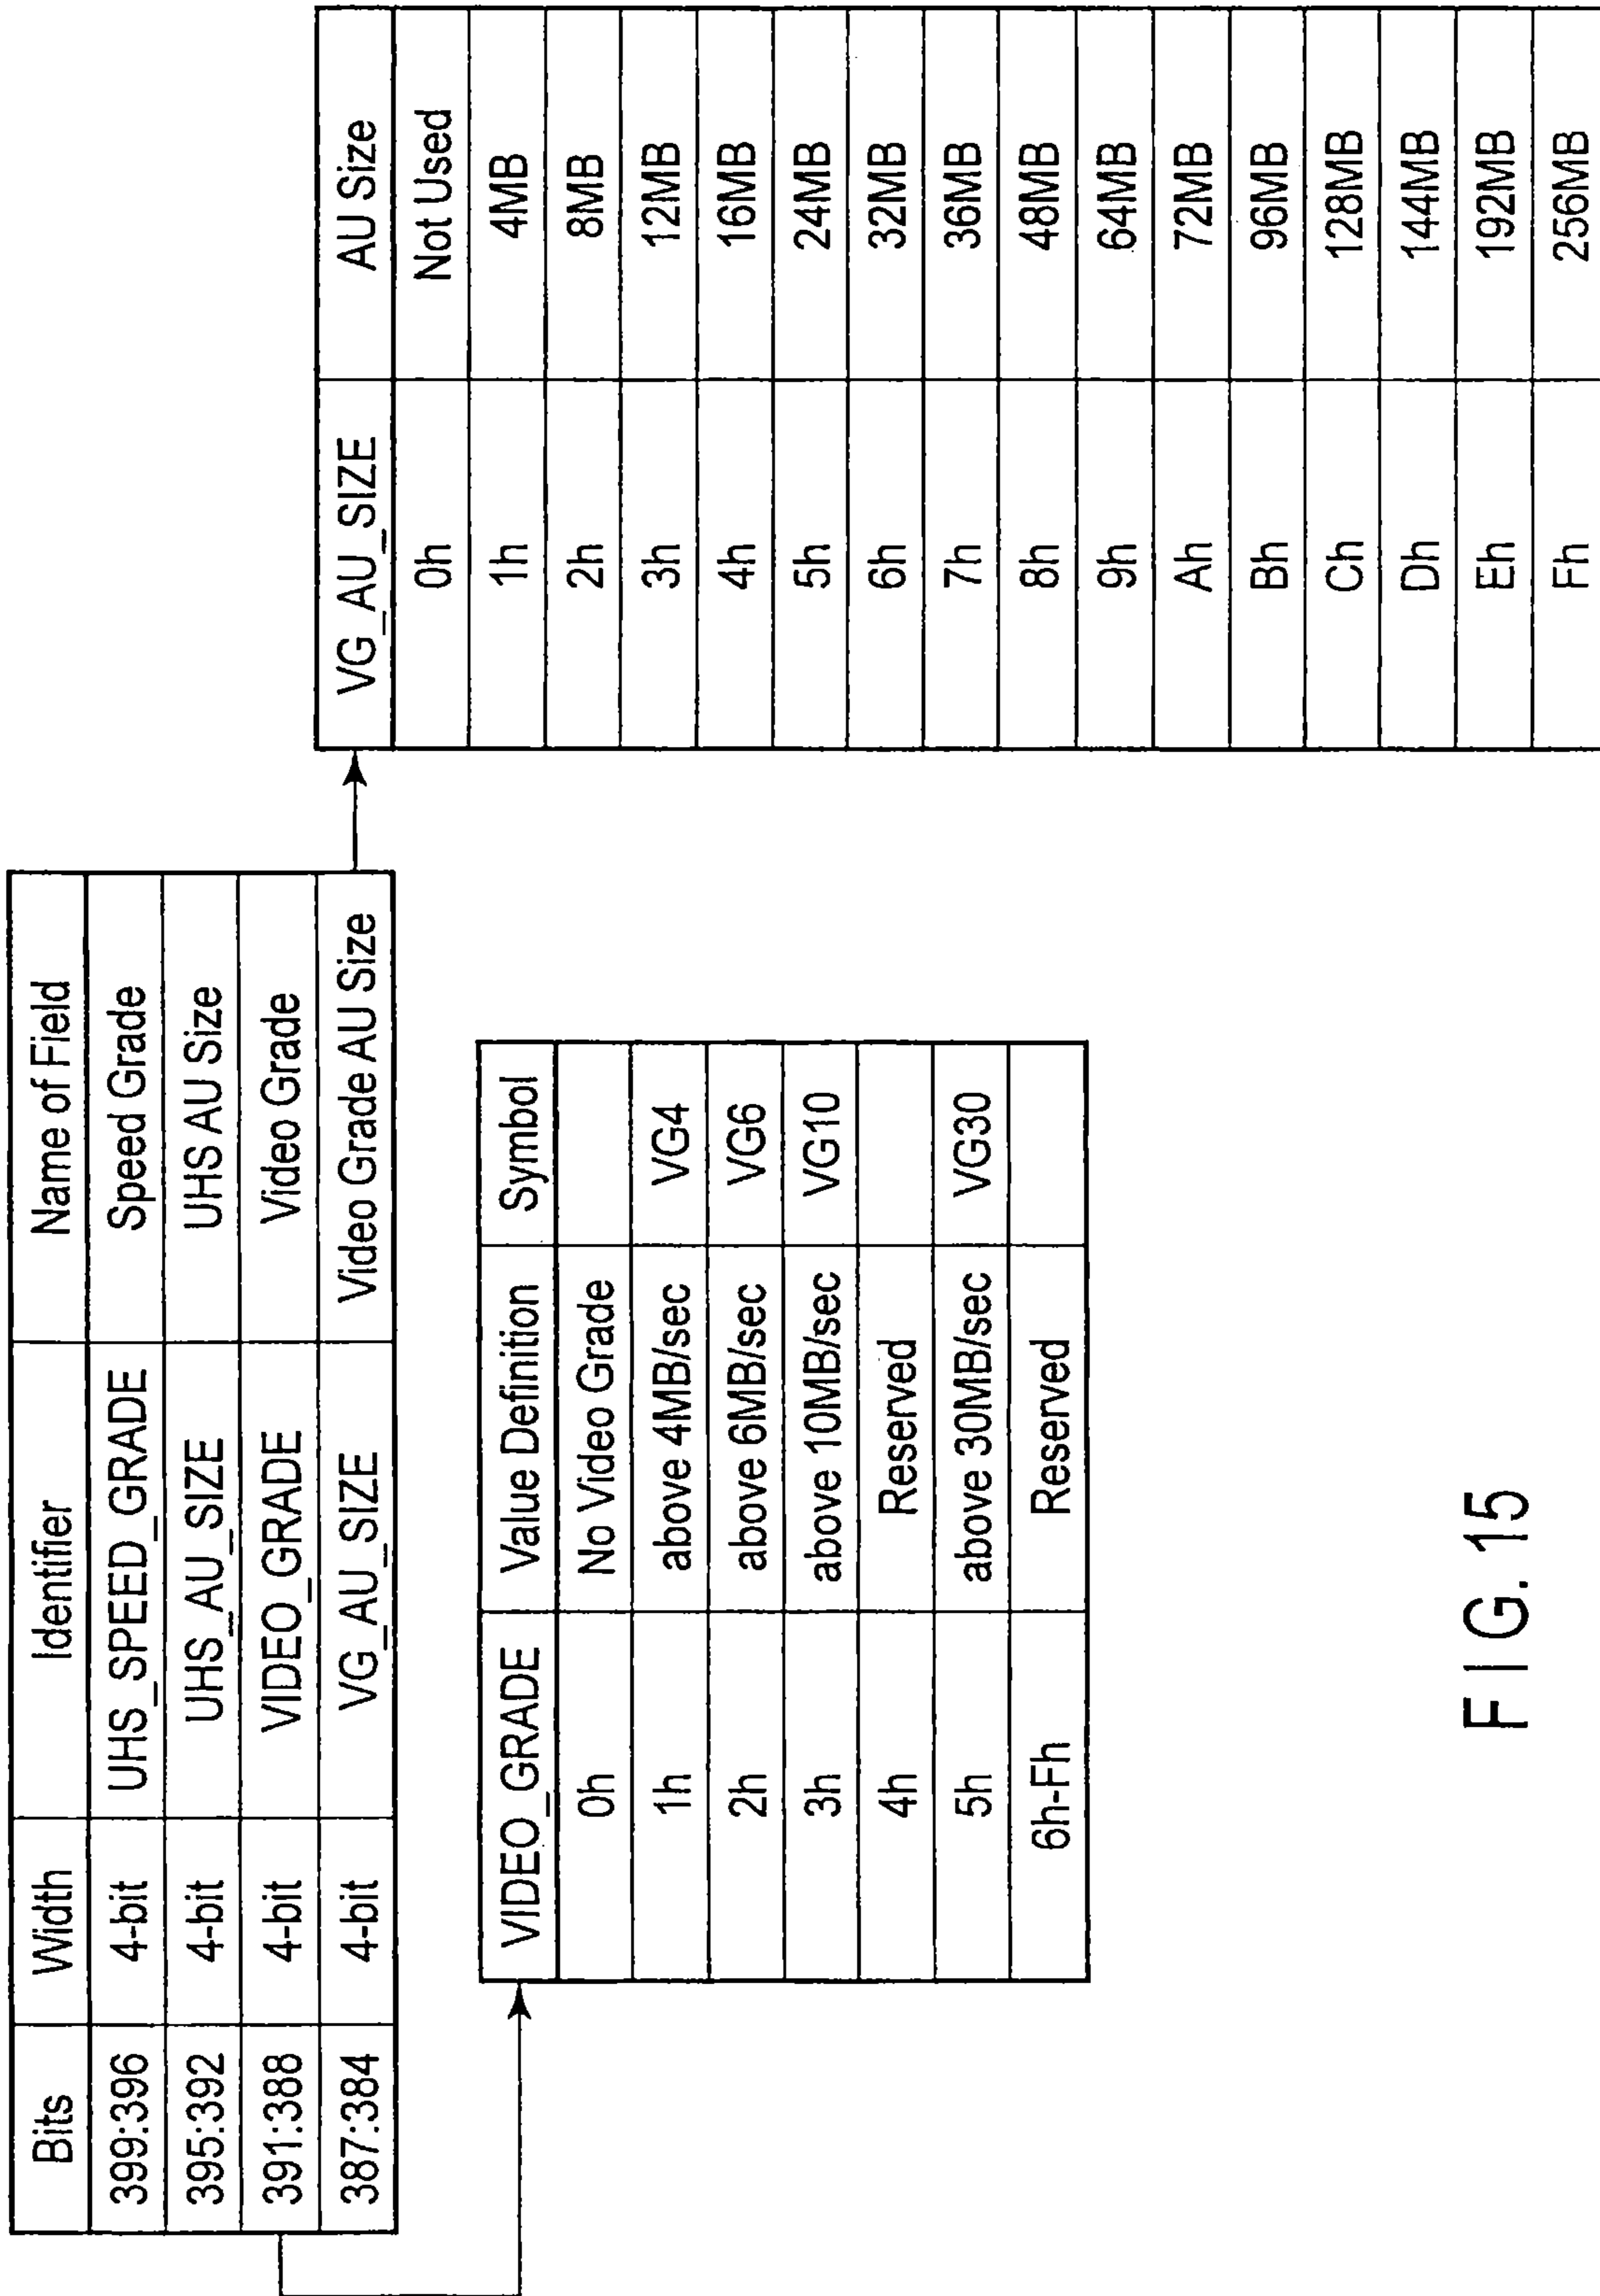 Bits Width Identifier Name of Field
399:396 4-bit UHS_SPEED_GRADE Speed Grade
395:392 4-bit UHS_AU_SIZE UHS AU Size
391:388 4-bit VIDEO_GRADE Video Grade
387:384 4-bit VG_AU_SIZE Video Grade AU Size
VIDEO_GRADE Value Definition Symbol
0h No Video Grade
1h above 4MB/sec VG4
2h above 6MB/sec VG6
3h above 10MB/sec VG10
4h Reserved
5h above 30MB/sec VG30
6h-Fh Reserved
VG_AU_SIZE AU Size
0h Not Used
1h 4MB
2h 8MB
3h 12MB
4h 16MB
5h 24MB
6h 32MB
7h 36MB
8h 48MB
9h 64MB
Ah 72MB
Bh 96MB
Ch 128MB
Dh 144MB
Eh 192MB
Fh 256MB
FIG. 15